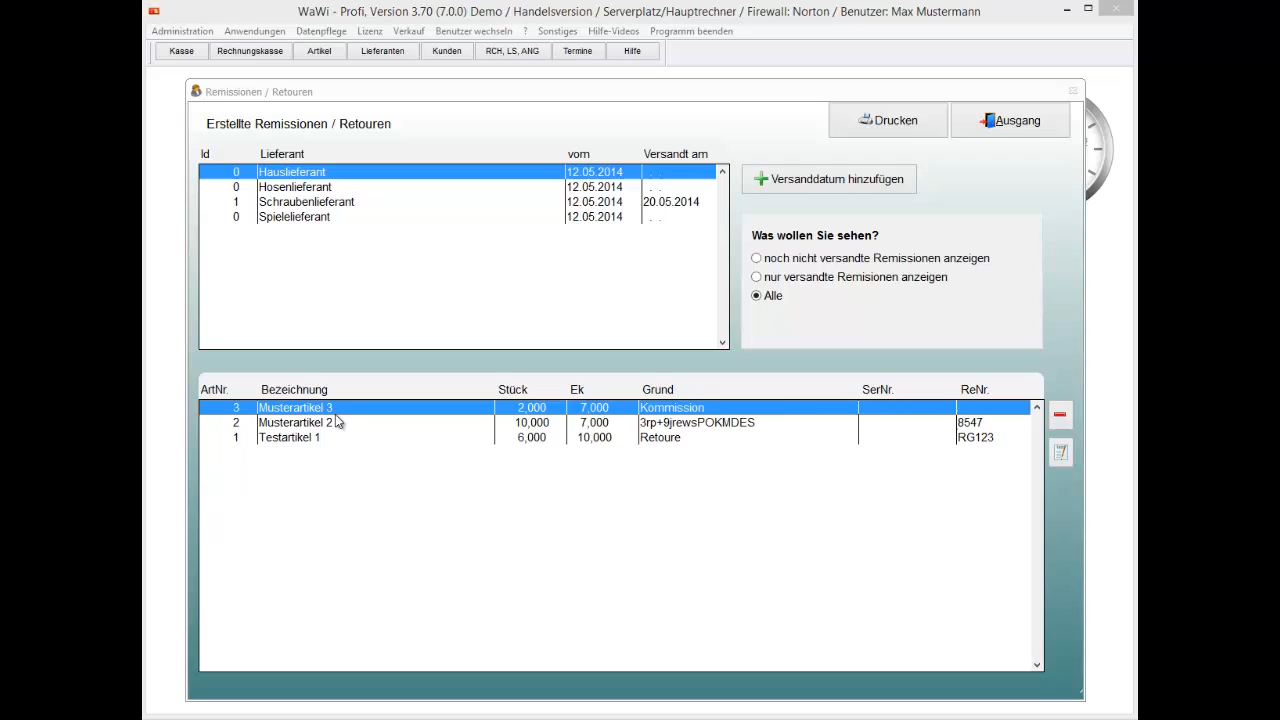 WaWi - Profi, Version 3.70 (7.0.0) Demo / Handelsversion / Serverplatz/Hauptrechner / Firewall: Norton / Benutzer: Max Mustermann
Administration Anwendungen Datenpflege Lizenz Verkauf Benutzer wechseln ? Sonstiges Hilfe-Videos Programm beenden
Kasse Rechnungskasse Artikel Lieferanten Kunden RCH, LS, ANG Termine Hilfe
Remissionen / Retouren
Erstellte Remissionen / Retouren
Drucken Ausgang
Id Lieferant vom Versandt am
0 Hauslieferant 12.05.2014 . .
0 Hosenlieferant 12.05.2014 . .
1 Schraubenlieferant 12.05.2014 20.05.2014
0 Spielelieferant 12.05.2014 . .
Versanddatum hinzufügen
Was wollen Sie sehen?
noch nicht versandte Remissionen anzeigen
nur versandte Remisionen anzeigen
Alle
ArtNr. Bezeichnung Stück Ek Grund SerNr. ReNr.
3 Musterartikel 3 2,000 7,000 Kommission
2 Musterartikel 2 10,000 7,000 3rp+9jrewsPOKMDES 8547
1 Testartikel 1 6,000 10,000 Retoure RG123